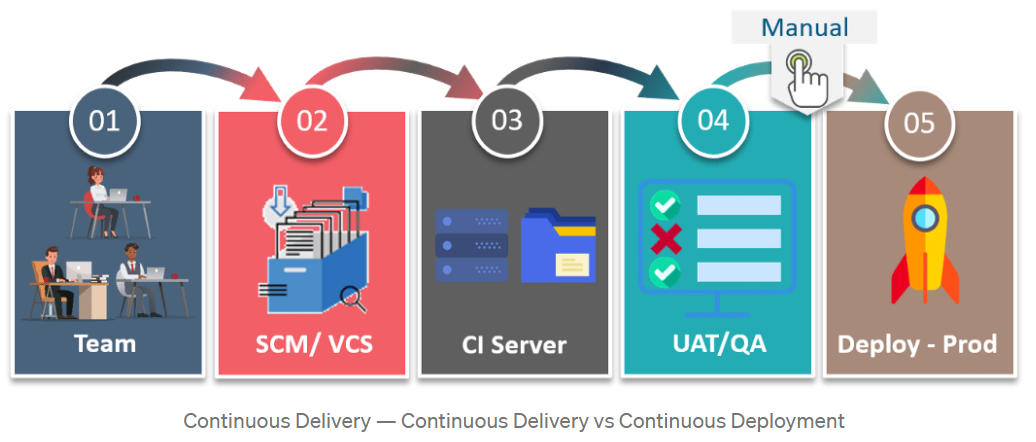 Manual
01
02
03
04
05
Team
SCM/ VCS
CI Server
UAT/QA
Deploy - Prod
Continuous Delivery — Continuous Delivery vs Continuous Deployment